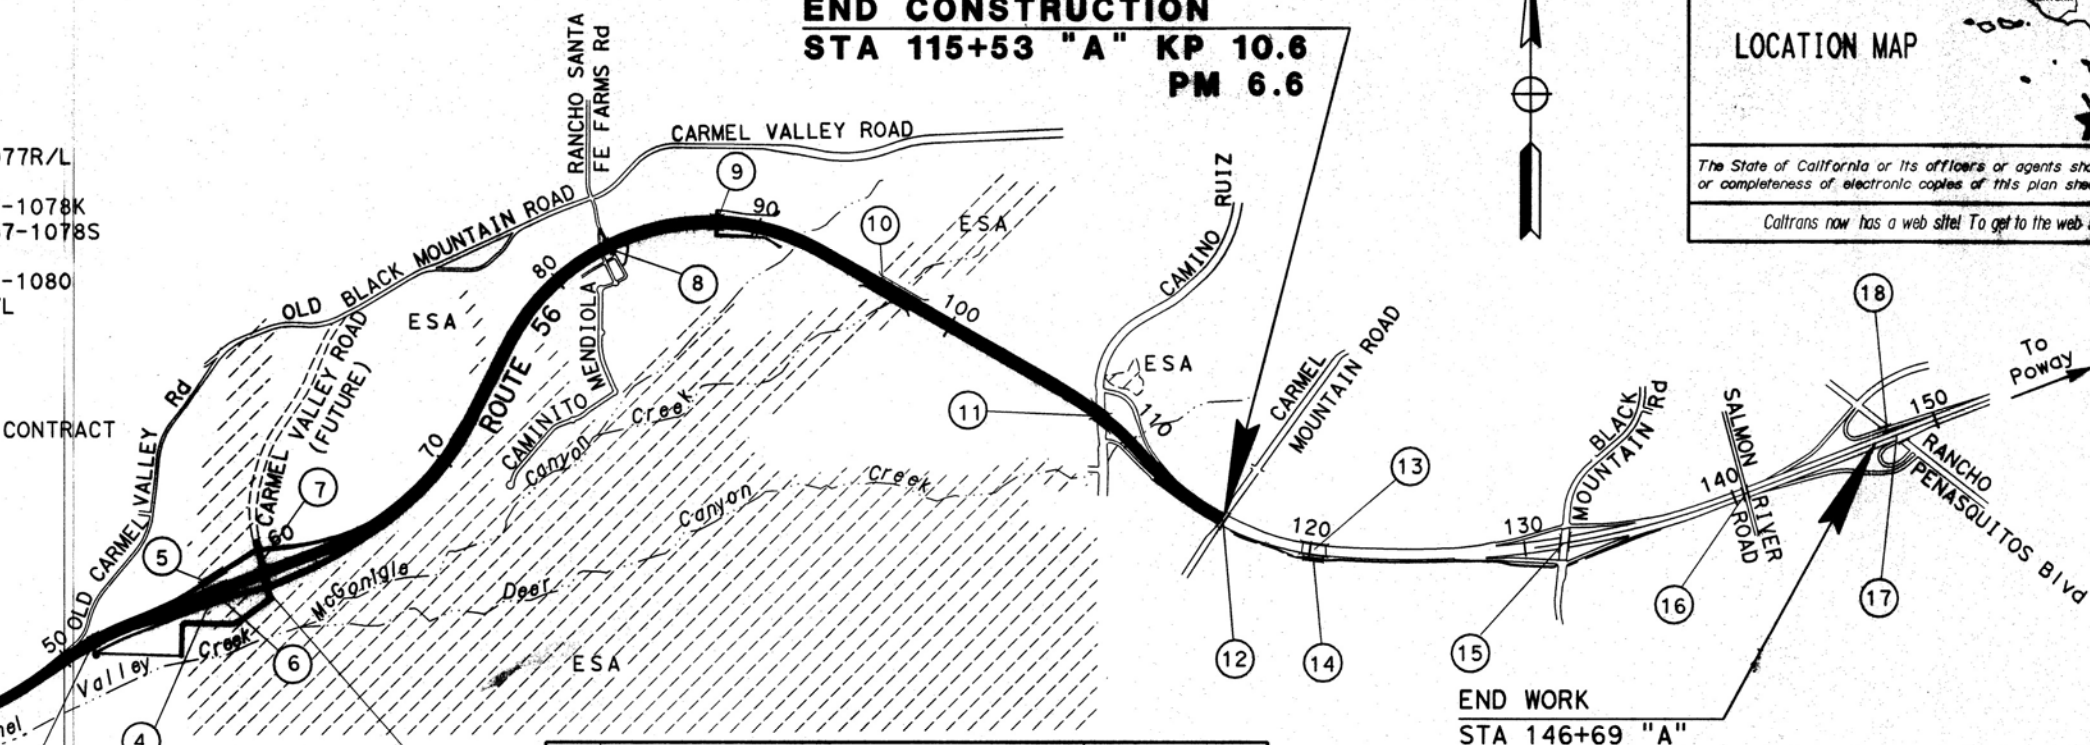 END CONSTRUCTION
STA 115+53 "A" KP 10.6
PM 6.6
LOCATION MAP
The State of California or its officers or agents
or completeness of electronic copies of this plan
Caltrans now has a web site! To get to the web
77R/L
-1078K
7-1078S
-1080
/L
CONTRACT
RANCHO SANTA
FE FARMS Rd
CARMEL VALLEY ROAD
OLD BLACK MOUNTAIN ROAD
9
90
10
ESA
8
80
ESA
ROUTE 56
CAMINITO MENDIOLA
CARMEL VALLEY ROAD
(FUTURE)
OLD CARMEL VALLEY Rd
70
7
60
5
50
6
4
Valley Creek
McGonigle Canyon Creek
Deer Canyon Creek
ESA
100
CAMINO RUIZ
ESA
11
110
CARMEL
MOUNTAIN ROAD
12
120
13
14
130
BLACK
MOUNTAIN Rd
15
SALMON RIVER
ROAD
140
16
18
150
To
Poway
RANCHO
PENASQUITOS Blvd
17
END WORK
STA 146+69 "A"